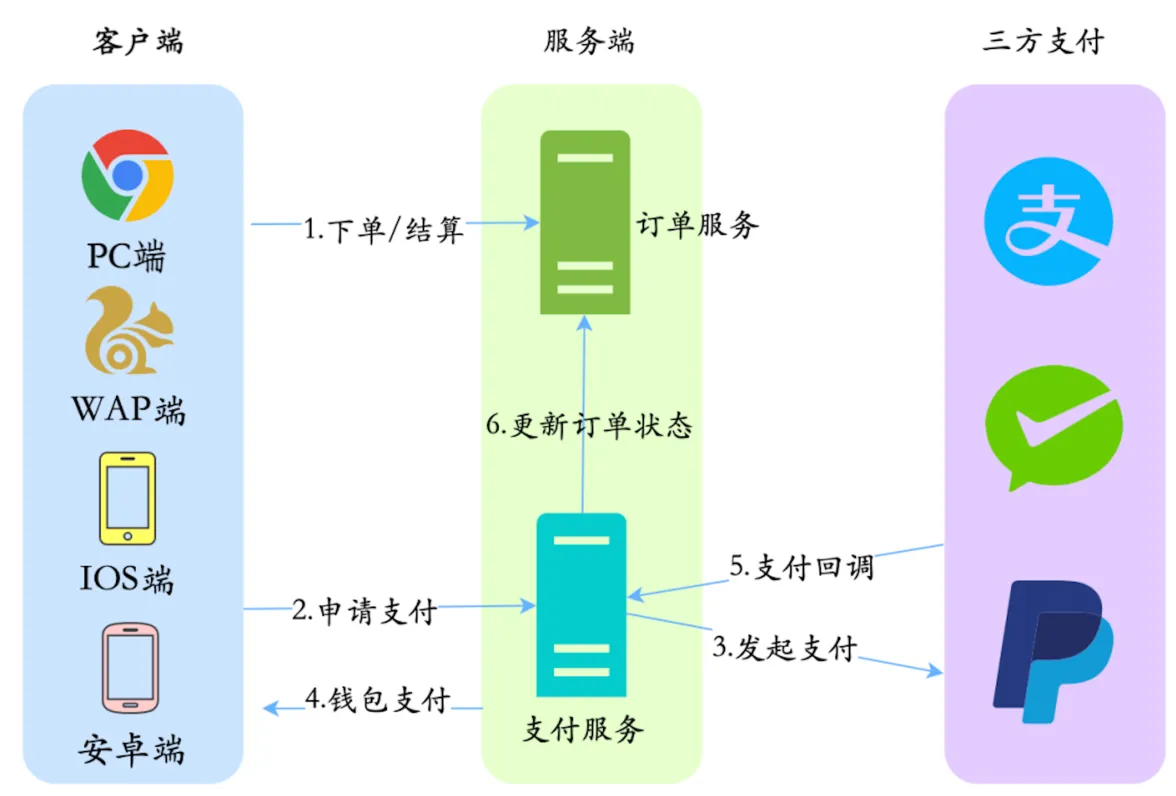 客户端
服务端
三方支付
PC端
WAP端
IOS端
安卓端
1.下单/结算
订单服务
6.更新订单状态
2.申请支付
5.支付回调
3.发起支付
4.钱包支付
支付服务
支